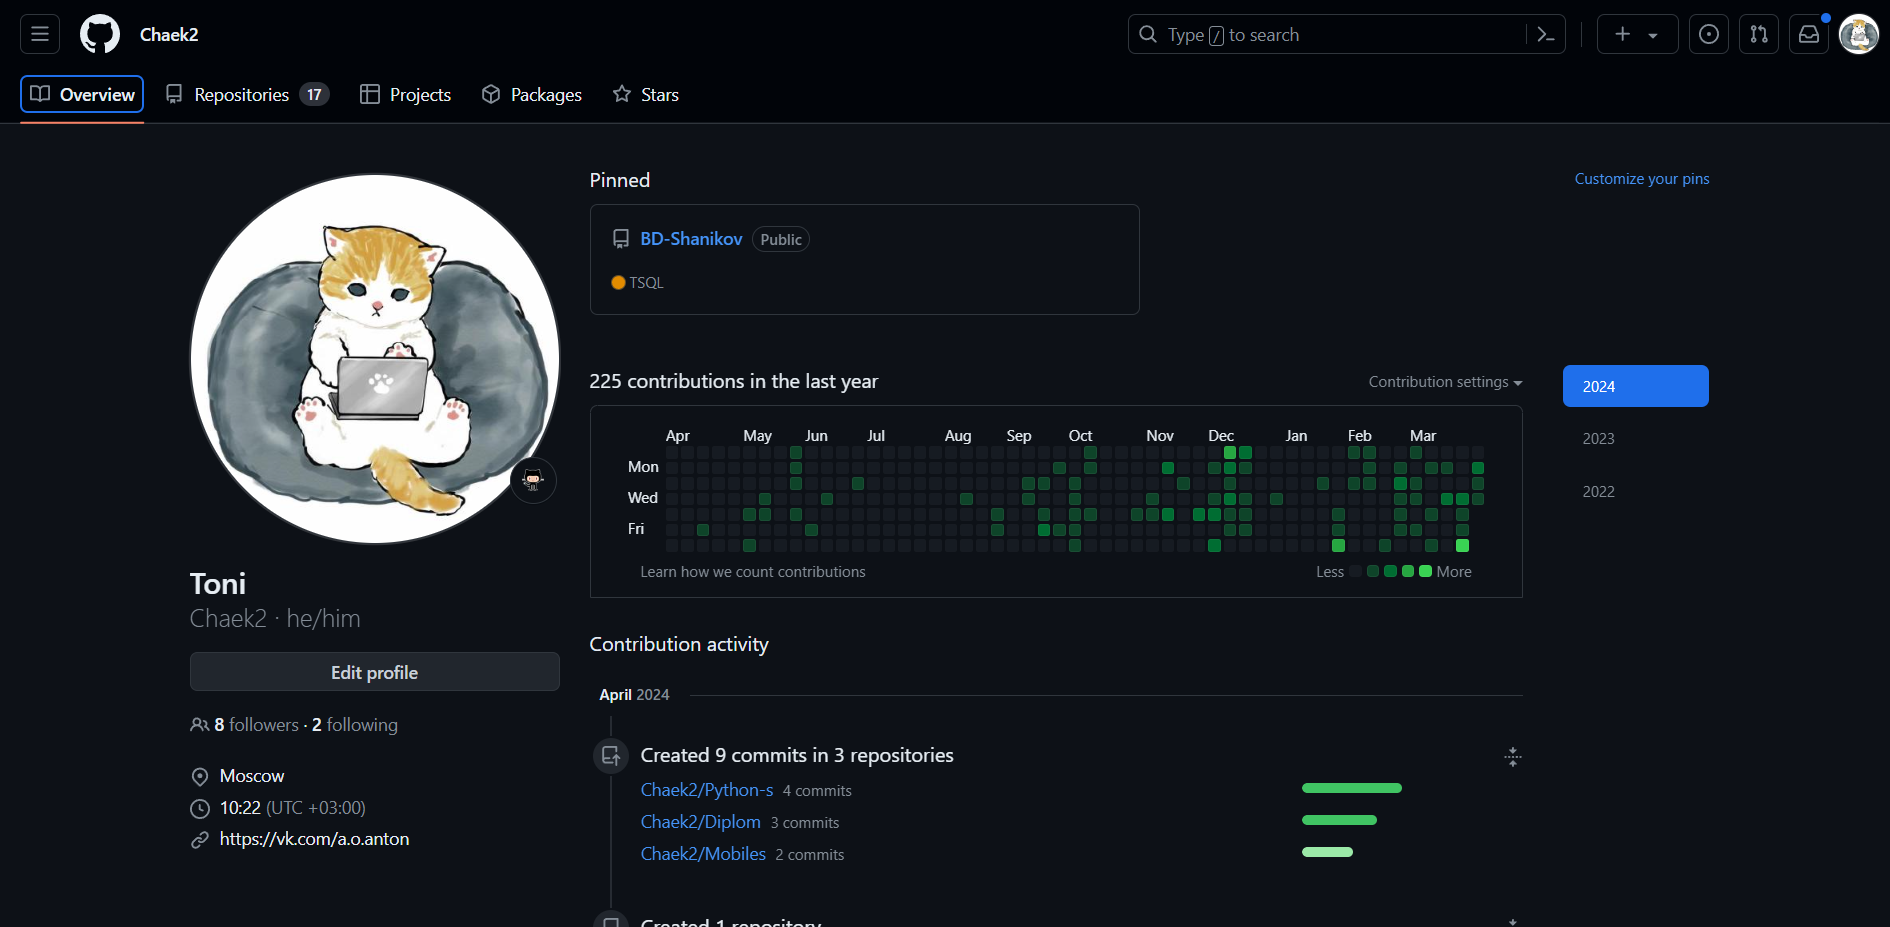 Chaek2
Type / to search
Overview
Repositories 17
Projects
Packages
Stars
Pinned
Customize your pins
BD-Shanikov Public
TSQL
225 contributions in the last year
Contribution settings
2024
2023
2022
Apr May Jun Jul Aug Sep Oct Nov Dec Jan Feb Mar
Mon
Wed
Fri
Learn how we count contributions
Less More
Toni
Chaek2 · he/him
Edit profile
8 followers · 2 following
Moscow
10:22 (UTC +03:00)
https://vk.com/a.o.anton
Contribution activity
April 2024
Created 9 commits in 3 repositories
Chaek2/Python-s 4 commits
Chaek2/Diplom 3 commits
Chaek2/Mobiles 2 commits
Created 1 repository